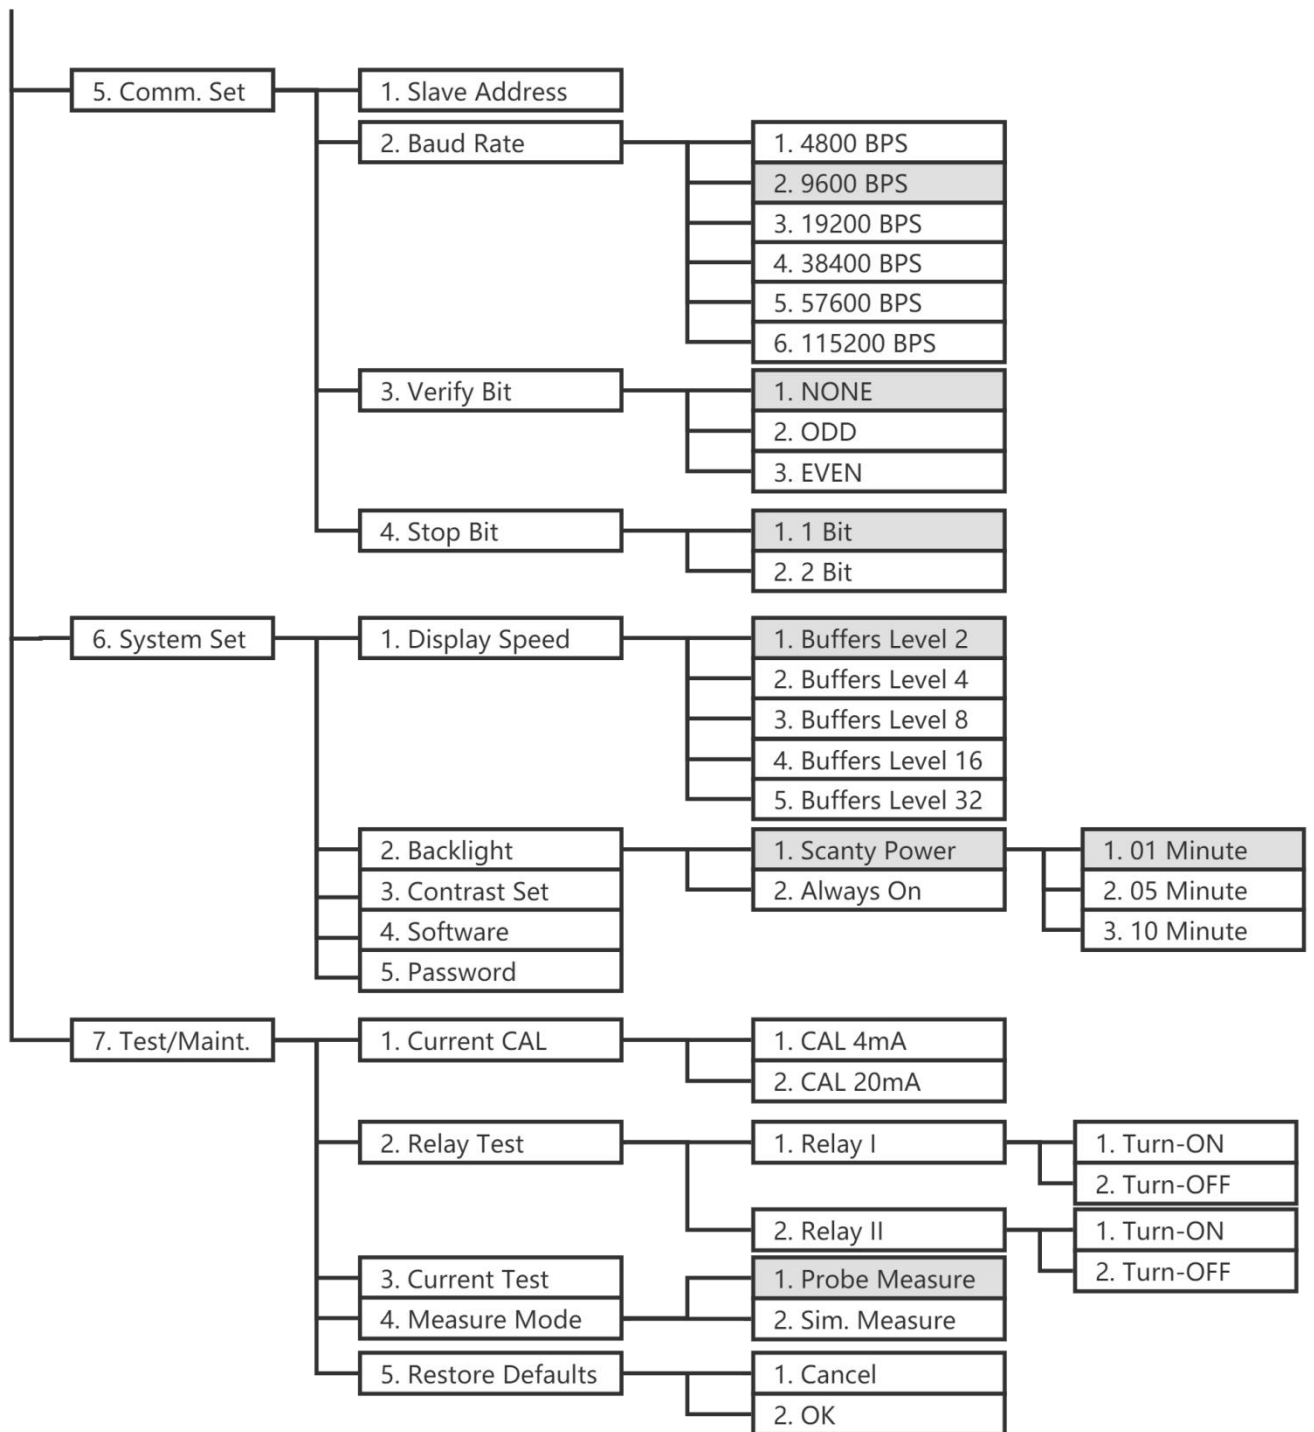 5. Comm. Set
1. Slave Address
2. Baud Rate
1. 4800 BPS
2. 9600 BPS
3. 19200 BPS
4. 38400 BPS
5. 57600 BPS
6. 115200 BPS
3. Verify Bit
1. NONE
2. ODD
3. EVEN
4. Stop Bit
1. 1 Bit
2. 2 Bit
6. System Set
1. Display Speed
1. Buffers Level 2
2. Buffers Level 4
3. Buffers Level 8
4. Buffers Level 16
5. Buffers Level 32
2. Backlight
1. Scanty Power
1. 01 Minute
2. 05 Minute
3. 10 Minute
2. Always On
3. Contrast Set
4. Software
5. Password
7. Test/Maint.
1. Current CAL
1. CAL 4mA
2. CAL 20mA
2. Relay Test
1. Relay I
1. Turn-ON
2. Turn-OFF
2. Relay II
1. Turn-ON
2. Turn-OFF
3. Current Test
4. Measure Mode
1. Probe Measure
2. Sim. Measure
5. Restore Defaults
1. Cancel
2. OK